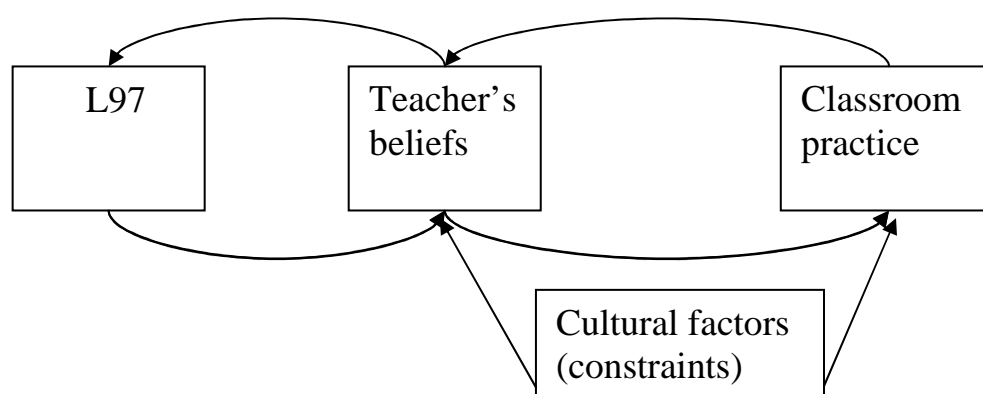 L97
Teacher’s
beliefs
Classroom
practice
Cultural factors
(constraints)